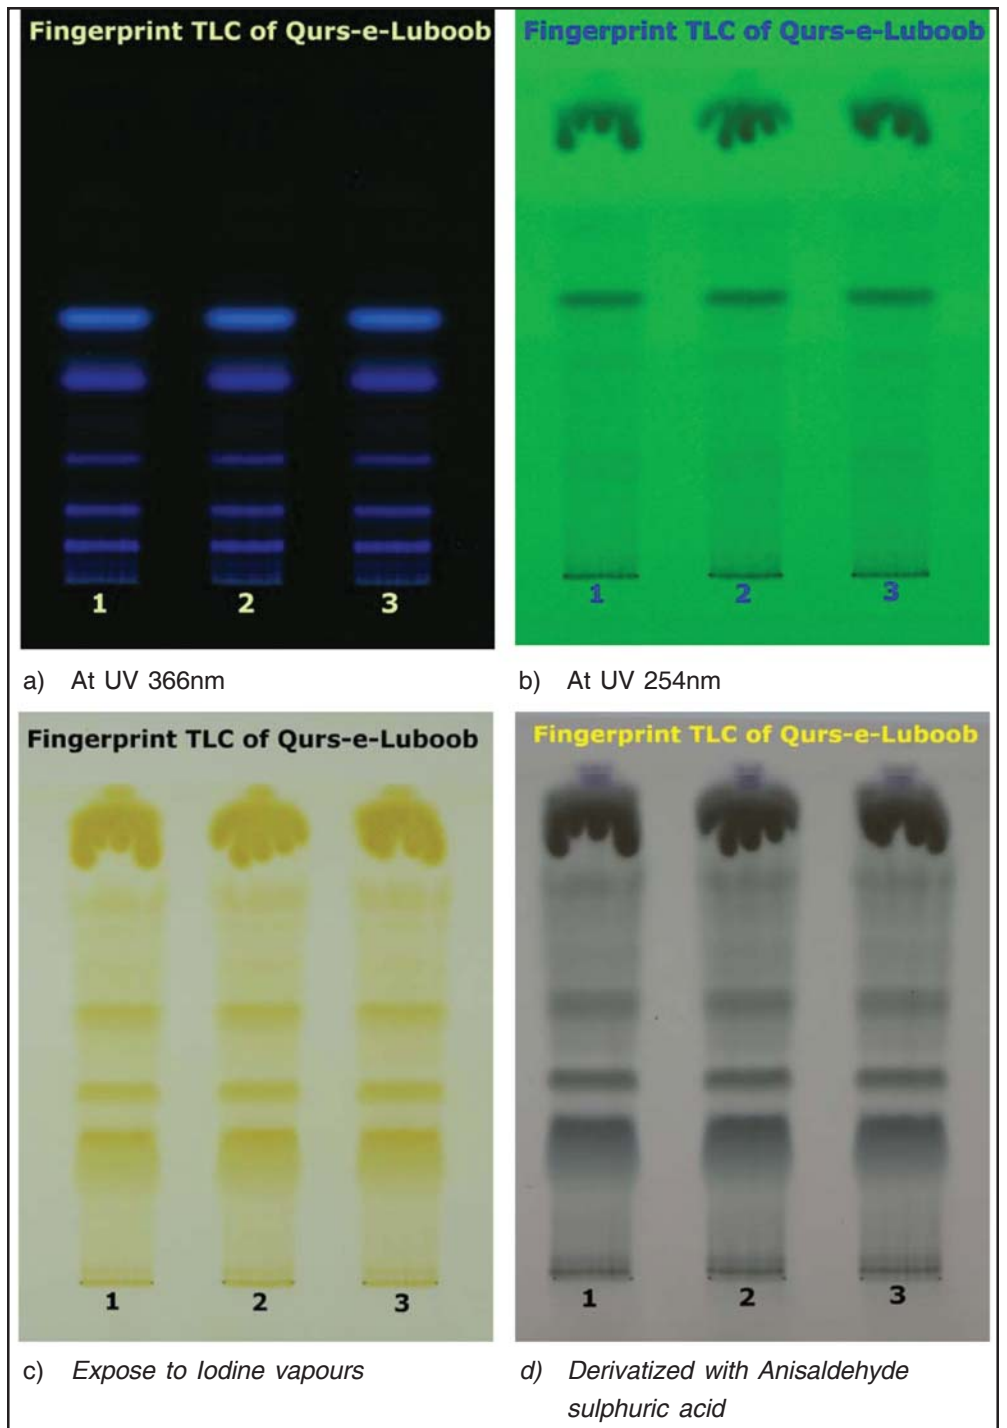 Fingerprint TLC of Qurs-e-Luboob
1 2 3
a) At UV 366nm
Fingerprint TLC of Qurs-e-Luboob
1 2 3
b) At UV 254nm
Fingerprint TLC of Qurs-e-Luboob
1 2 3
c) Expose to Iodine vapours
Fingerprint TLC of Qurs-e-Luboob
1 2 3
d) Derivatized with Anisaldehyde
sulphuric acid